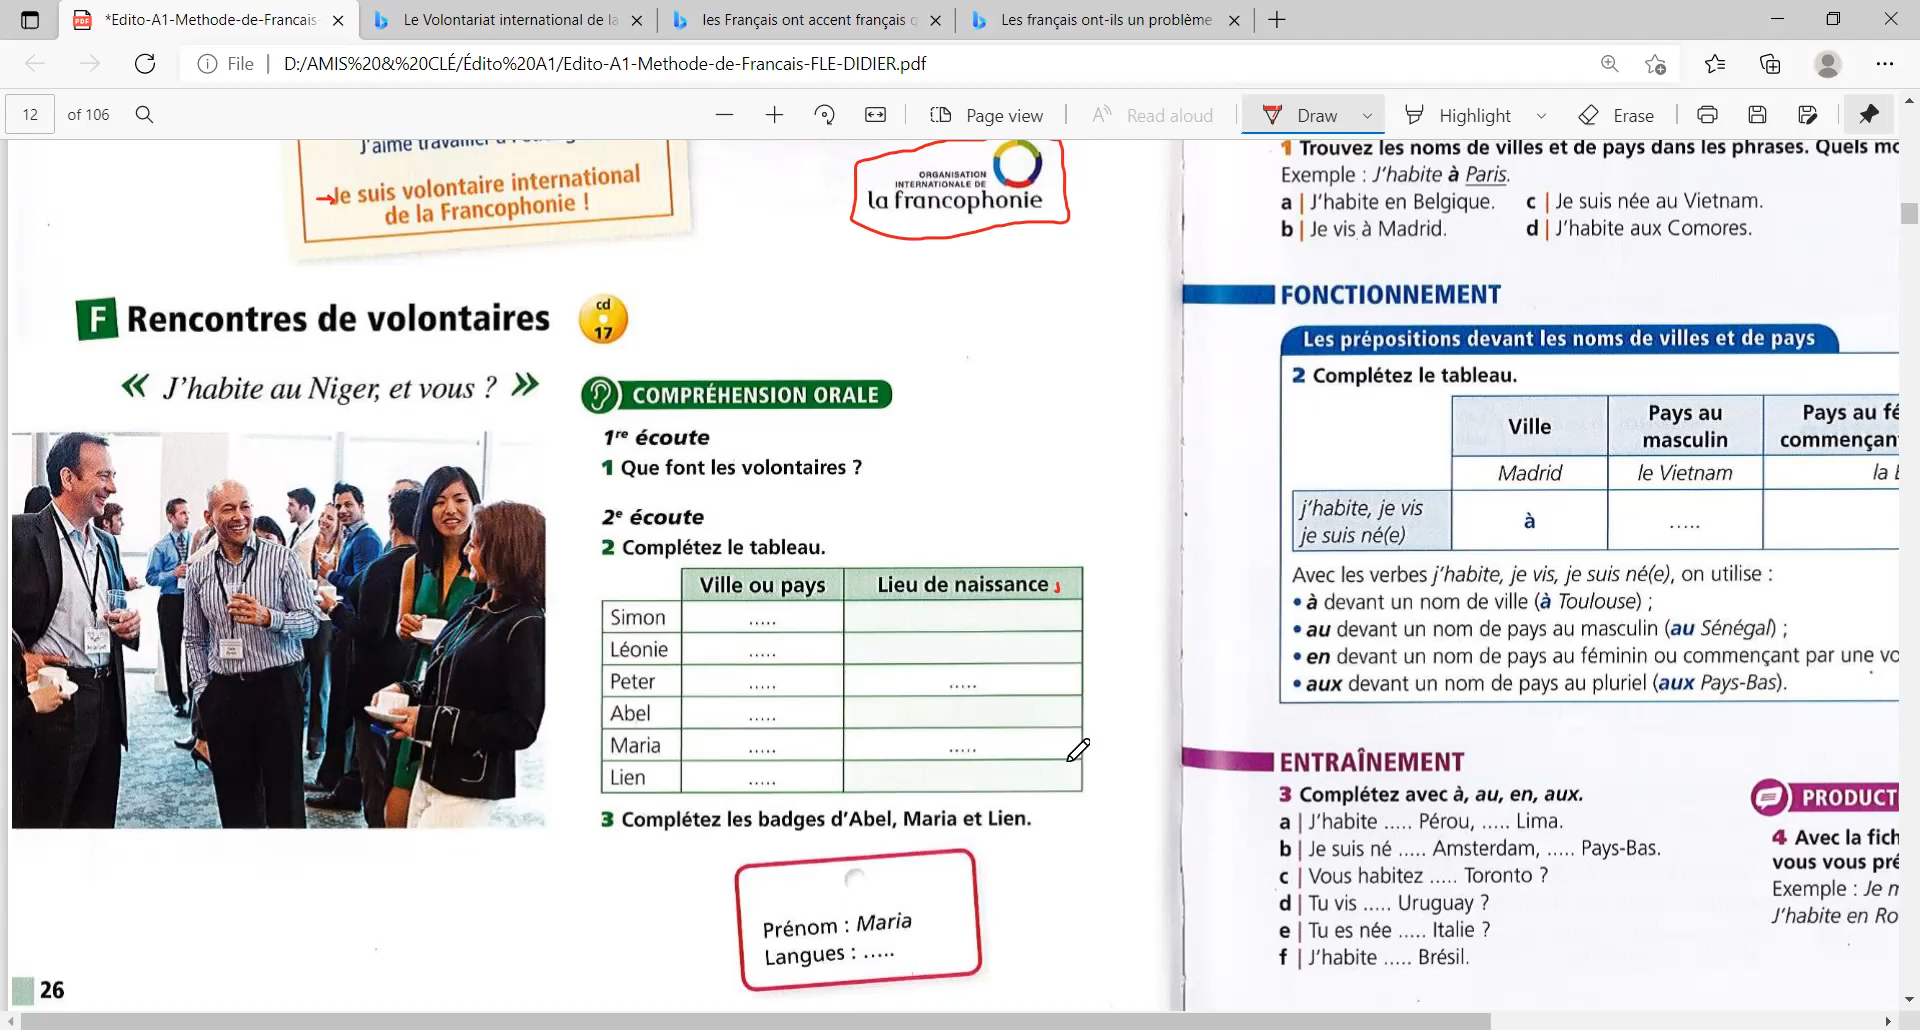 *Edito-A1-Methode-de-Francais-
Le Volontariat international de la
les Français ont accent français q
Les français ont-ils un problème
File
D:/AMIS%20&%20CLÉ/Édito%20A1/Edito-A1-Methode-de-Francais-FLE-DIDIER.pdf
12 of 106
Page view
Read aloud
Draw
Highlight
Erase
J'aime travailler
Je suis volontaire international
de la Francophonie !
ORGANISATION
INTERNATIONALE DE
la francophonie
F Rencontres de volontaires
cd
17
« J'habite au Niger, et vous ? »
COMPRÉHENSION ORALE
1re écoute
1 Que font les volontaires ?
2e écoute
2 Complétez le tableau.
Ville ou pays Lieu de naissance
Simon .....
Léonie .....
Peter ..... .....
Abel .....
Maria ..... .....
Lien .....
3 Complétez les badges d'Abel, Maria et Lien.
Prénom : Maria
Langues : .....
26
1 Trouvez les noms de villes et de pays dans les phrases. Quels mo
Exemple : J'habite à Paris.
a | J'habite en Belgique. c | Je suis née au Vietnam.
b | Je vis à Madrid. d | J'habite aux Comores.
FONCTIONNEMENT
Les prépositions devant les noms de villes et de pays
2 Complétez le tableau.
Ville Pays au masculin Pays au fé commençan
Madrid le Vietnam la
j'habite, je vis
je suis né(e) à .....
Avec les verbes j'habite, je vis, je suis né(e), on utilise :
• à devant un nom de ville (à Toulouse) ;
• au devant un nom de pays au masculin (au Sénégal) ;
• en devant un nom de pays au féminin ou commençant par une vo
• aux devant un nom de pays au pluriel (aux Pays-Bas).
ENTRAÎNEMENT
3 Complétez avec à, au, en, aux.
a | J'habite ..... Pérou, ..... Lima.
b | Je suis né ..... Amsterdam, ..... Pays-Bas.
c | Vous habitez ..... Toronto ?
d | Tu vis ..... Uruguay ?
e | Tu es née ..... Italie ?
f | J'habite ..... Brésil.
PRODUCT
4 Avec la fich
vous vous pré
Exemple : Je m
J'habite en Ro